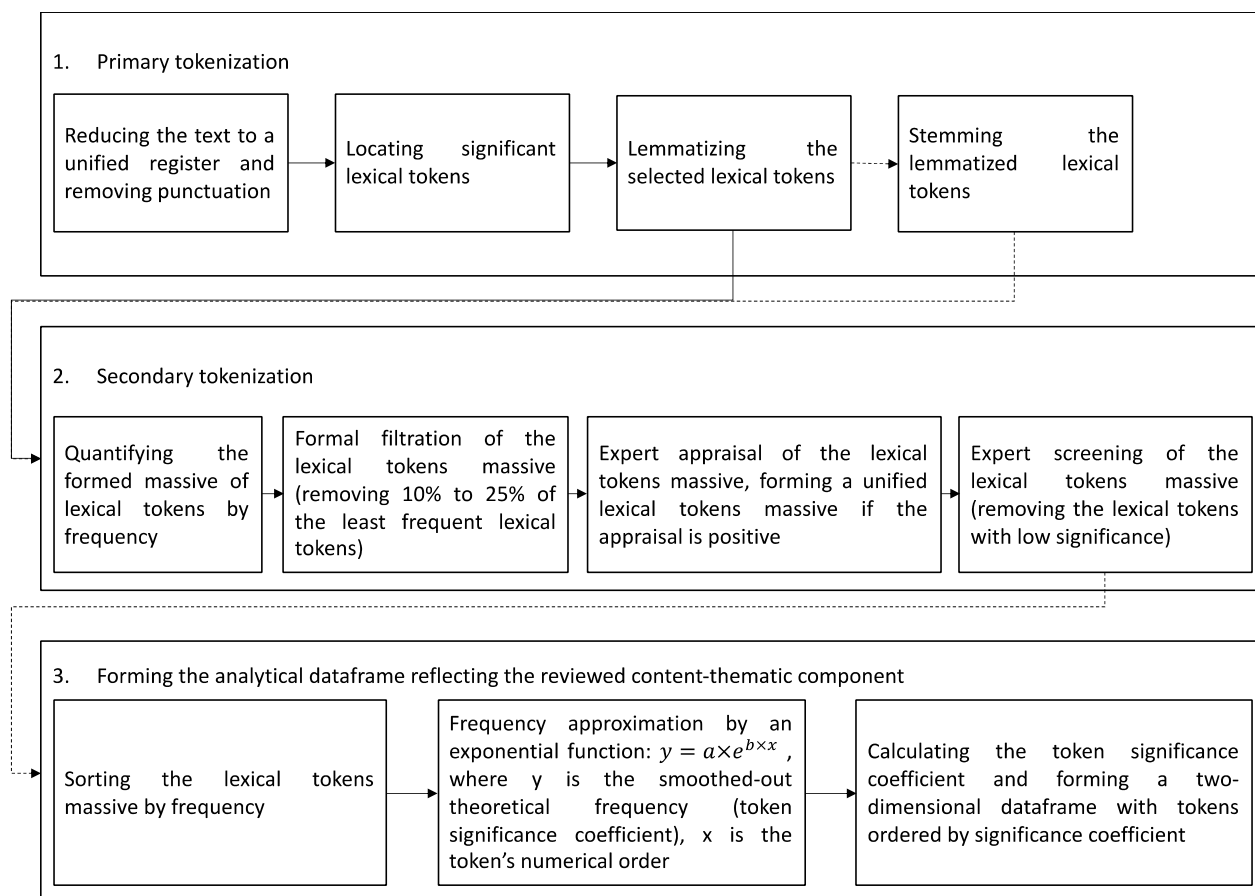 1. Primary tokenization
Reducing the text to a
unified register and
removing punctuation
Locating significant
lexical tokens
Lemmatizing the
selected lexical tokens
Stemming the
lemmatized lexical
tokens
2. Secondary tokenization
Quantifying the
formed massive of
lexical tokens by
frequency
Formal filtration of the
lexical tokens massive
(removing 10% to 25% of
the least frequent lexical
tokens)
Expert appraisal of the lexical
tokens massive, forming a unified
lexical tokens massive if the
appraisal is positive
Expert screening of the
lexical tokens massive
(removing the lexical tokens
with low significance)
3. Forming the analytical dataframe reflecting the reviewed content-thematic component
Sorting the lexical tokens
massive by frequency
Frequency approximation by an
exponential function: y = a×e^{b×x} ,
where y is the smoothed-out
theoretical frequency (token
significance coefficient), x is the
token's numerical order
Calculating the token significance
coefficient and forming a two-
dimensional dataframe with tokens
ordered by significance coefficient